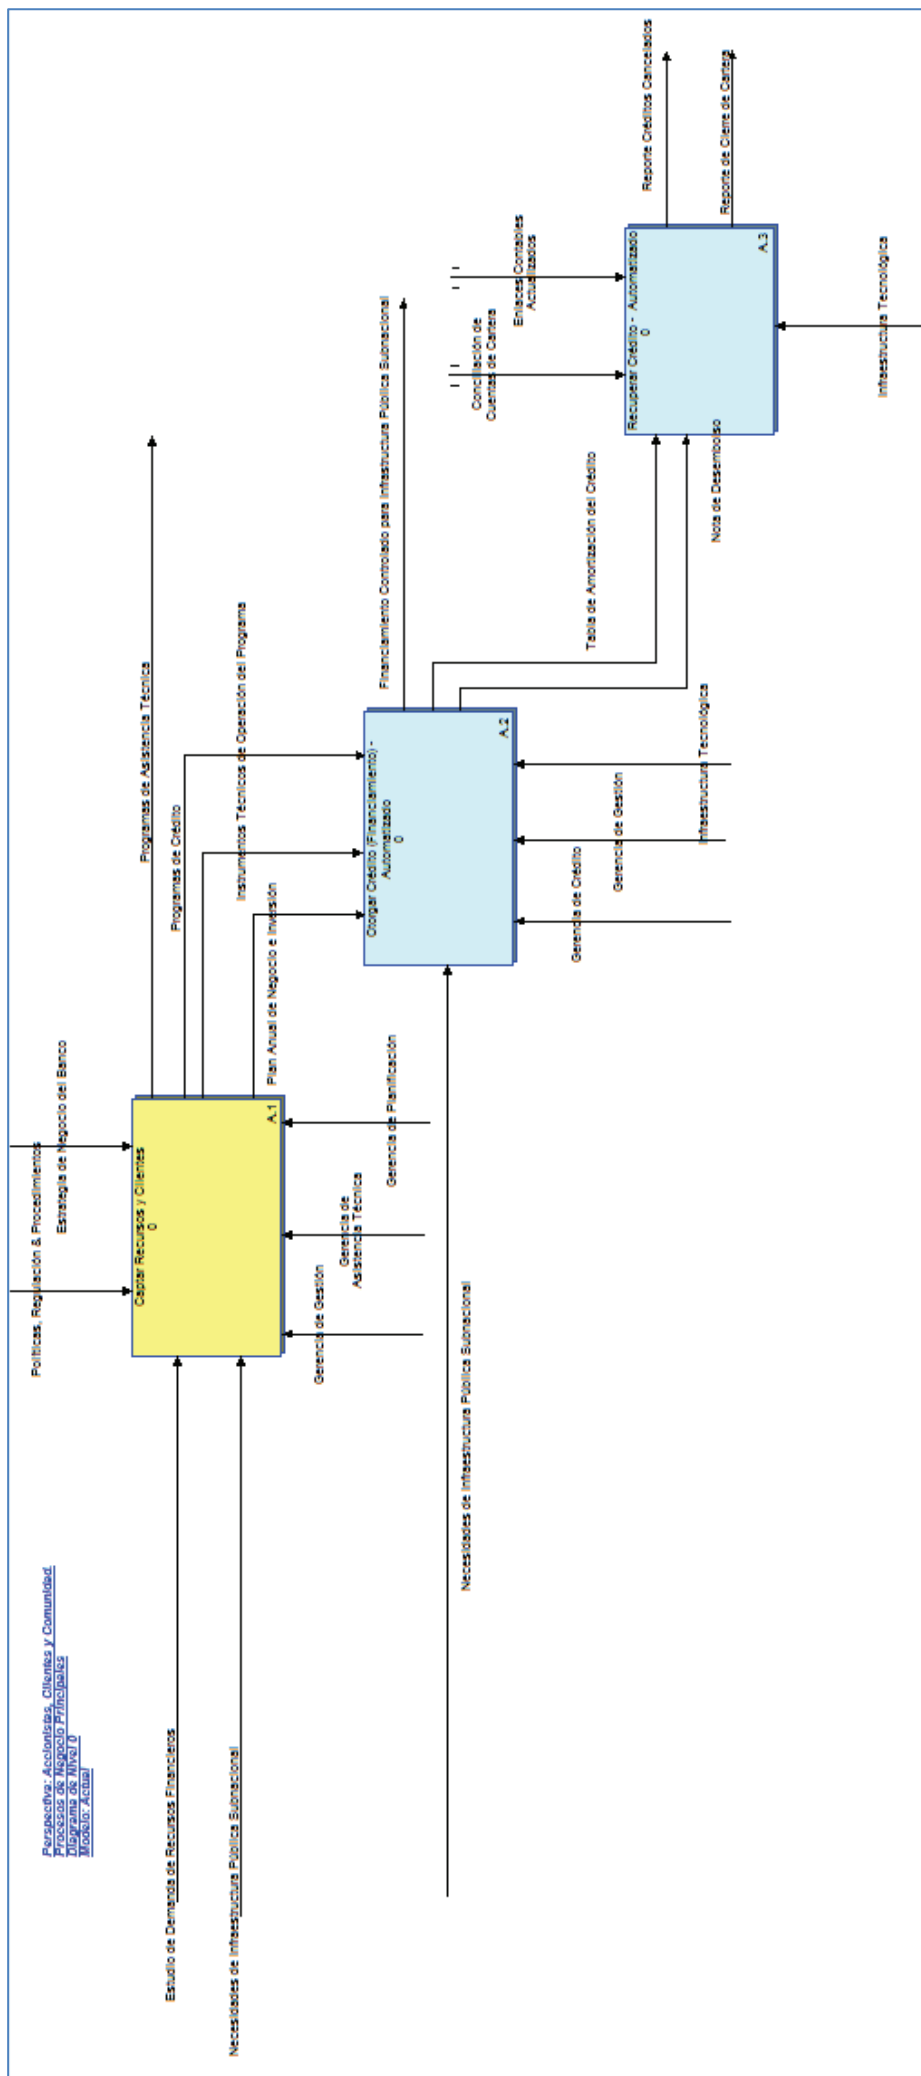 Perspectiva: Accionistas, Clientes y Comunidad.
Procesos de Negocio Principales
Diagrama de Nivel 0
Modelo: Actual
Políticas, Regulación & Procedimientos
Estrategia de Negocio del Banco
Estudio de Demanda de Recursos Financieros
Necesidades de Infraestructura Pública Subnacional
Captar Recursos y Clientes
0
A.1
Gerencia de Gestión
Gerencia de
Asistencia Técnica
Gerencia de Planificación
Programas de Asistencia Técnica
Programas de Crédito
Instrumentos Técnicos de Operación del Programa
Plan Anual de Negocio e Inversión
Necesidades de Infraestructura Pública Subnacional
Otorgar Crédito (Financiamiento) -
Automatizado
0
A.2
Gerencia de Crédito
Gerencia de Gestión
Infraestructura Tecnológica
Financiamiento Controlado para Infrastructura Pública Subnacional
Tabla de Amortización del Crédito
Nota de Desembolso
Conciliación de
Cuentas de Cartera
Enlaces Contables
Actualizados
Recuperar Crédito - Automatizado
0
A.3
Infraestructura Tecnológica
Reporte Créditos Cancelados
Reporte de Cierre de Cartera